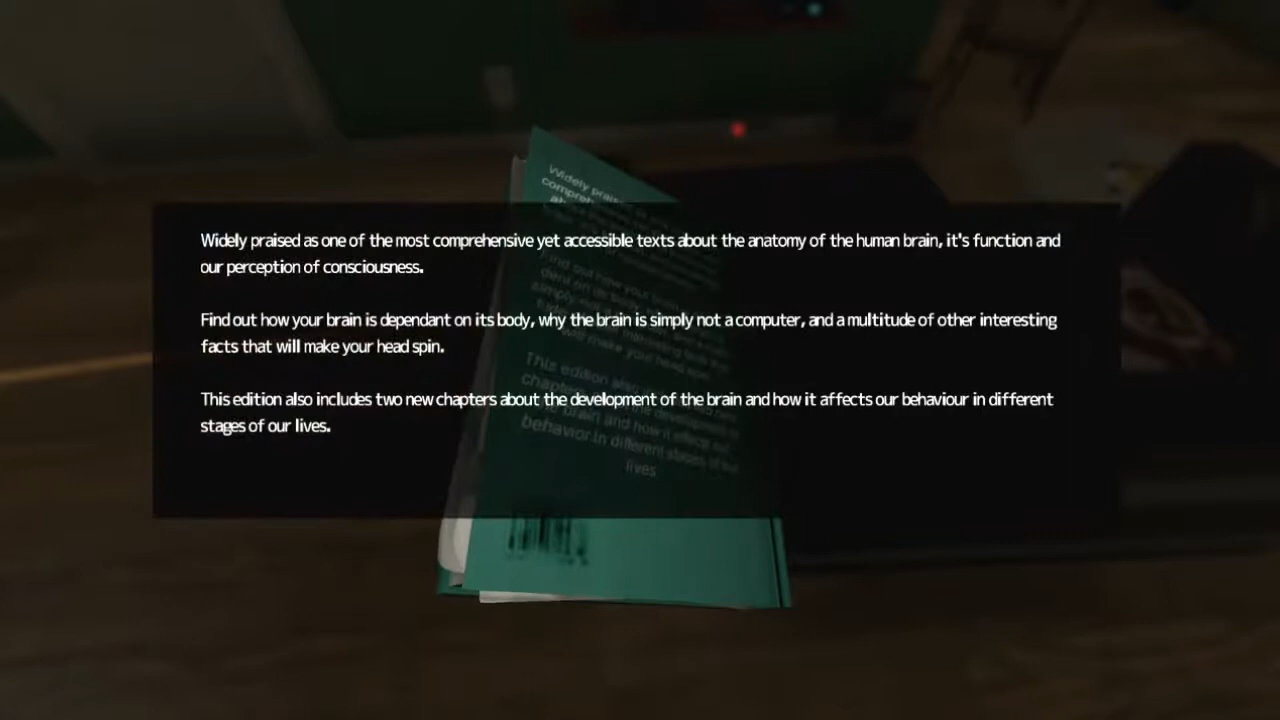 Widely praised as one of the most comprehensive yet accessible texts about the anatomy of the human brain, it's function and
our perception of consciousness.
Find out how your brain is dependant on its body, why the brain is simply not a computer, and a multitude of other interesting
facts that will make your head spin.
This edition also includes two new chapters about the development of the brain and how it affects our behaviour in different
stages of our lives.